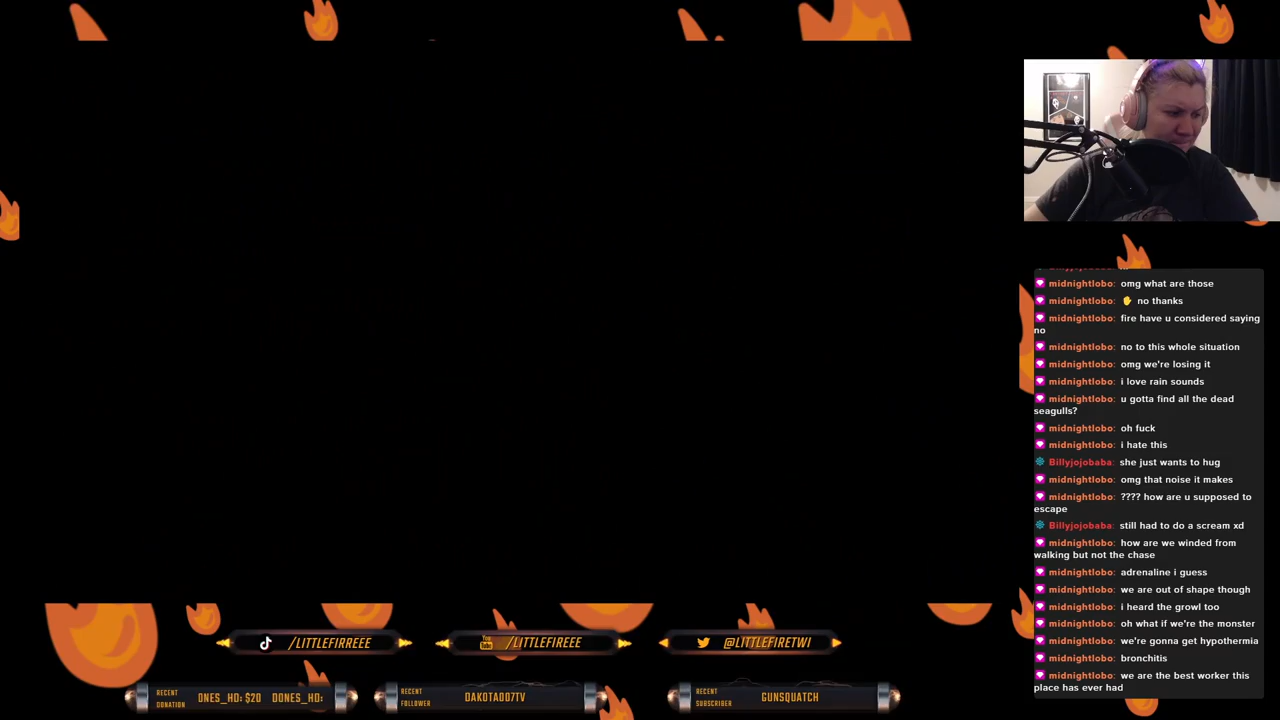 midnightlobo: omg what are those
midnightlobo: ✋ no thanks
midnightlobo: fire have u considered saying
no
midnightlobo: no to this whole situation
midnightlobo: omg we're losing it
midnightlobo: i love rain sounds
midnightlobo: u gotta find all the dead
seagulls?
midnightlobo: oh fuck
midnightlobo: i hate this
Billyjojobaba: she just wants to hug
midnightlobo: omg that noise it makes
midnightlobo: ???? how are u supposed to
escape
Billyjojobaba: still had to do a scream xd
midnightlobo: how are we winded from
walking but not the chase
midnightlobo: adrenaline i guess
midnightlobo: we are out of shape though
midnightlobo: i heard the growl too
midnightlobo: oh what if we're the monster
midnightlobo: we're gonna get hypothermia
midnightlobo: bronchitis
midnightlobo: we are the best worker this
place has ever had
/LITTLEFIRREEE
You
Tube
/LITTLEFIREEE
@LITTLEFIRETWI
RECENT
DONATION
ONES_HD: $20 DONES_HD:
RECENT
FOLLOWER
DAKOTA007TV
RECENT
SUBSCRIBER
GUNSQUATCH